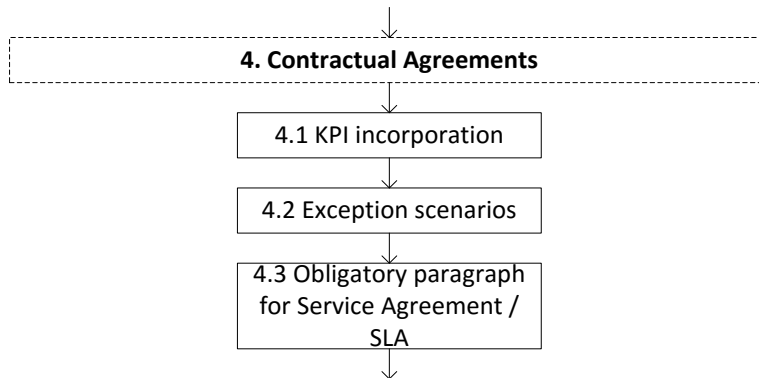 4. Contractual Agreements
4.1 KPI incorporation
4.2 Exception scenarios
4.3 Obligatory paragraph
for Service Agreement /
SLA